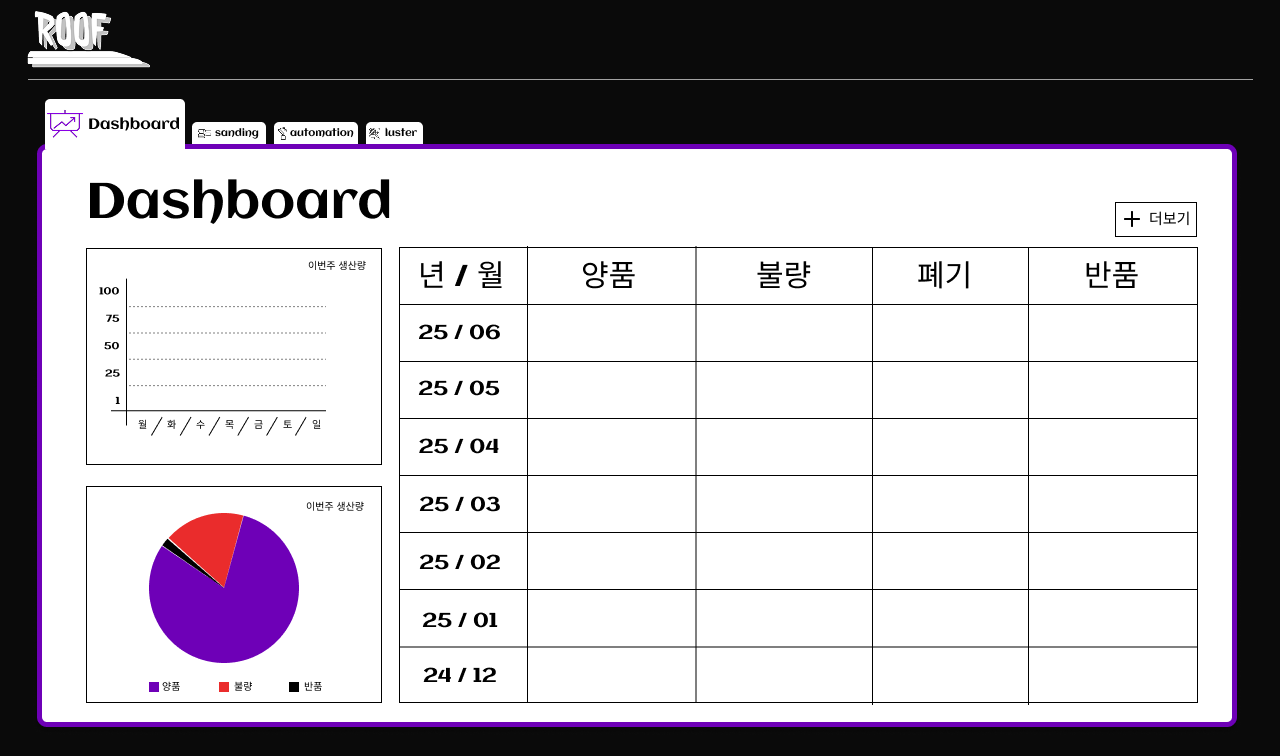 ROOF
Dashboard
sanding
automation
luster
Dashboard
더보기
이번주 생산량
100
75
50
25
1
월 / 화 / 수 / 목 / 금 / 토 / 일
이번주 생산량
양품 불량 반품
년 / 월 양품 불량 폐기 반품
25 / 06
25 / 05
25 / 04
25 / 03
25 / 02
25 / 01
24 / 12